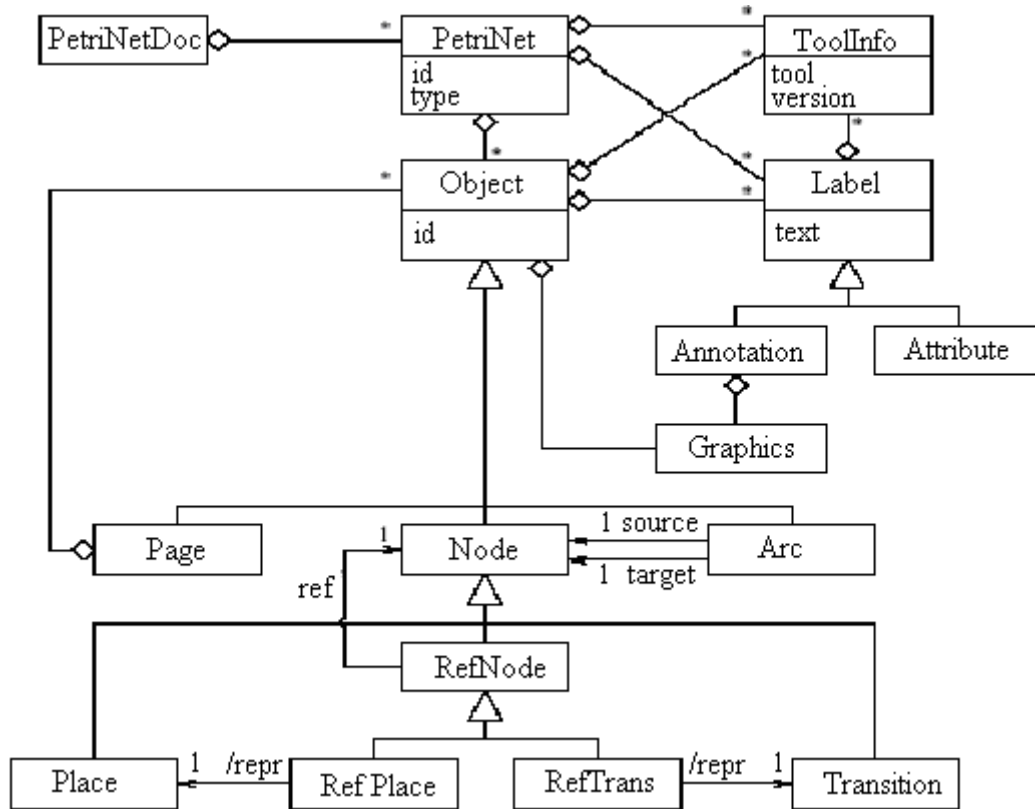 PetriNetDoc
*
PetriNet
*
ToolInfo
id
type
tool
version
*
*
*
*
*
Object
*
Label
id
text
Annotation
Attribute
Graphics
Page
1
Node
1 source
Arc
1 target
ref
RefNode
Place
1
/repr
Ref Place
RefTrans
/repr
1
Transition